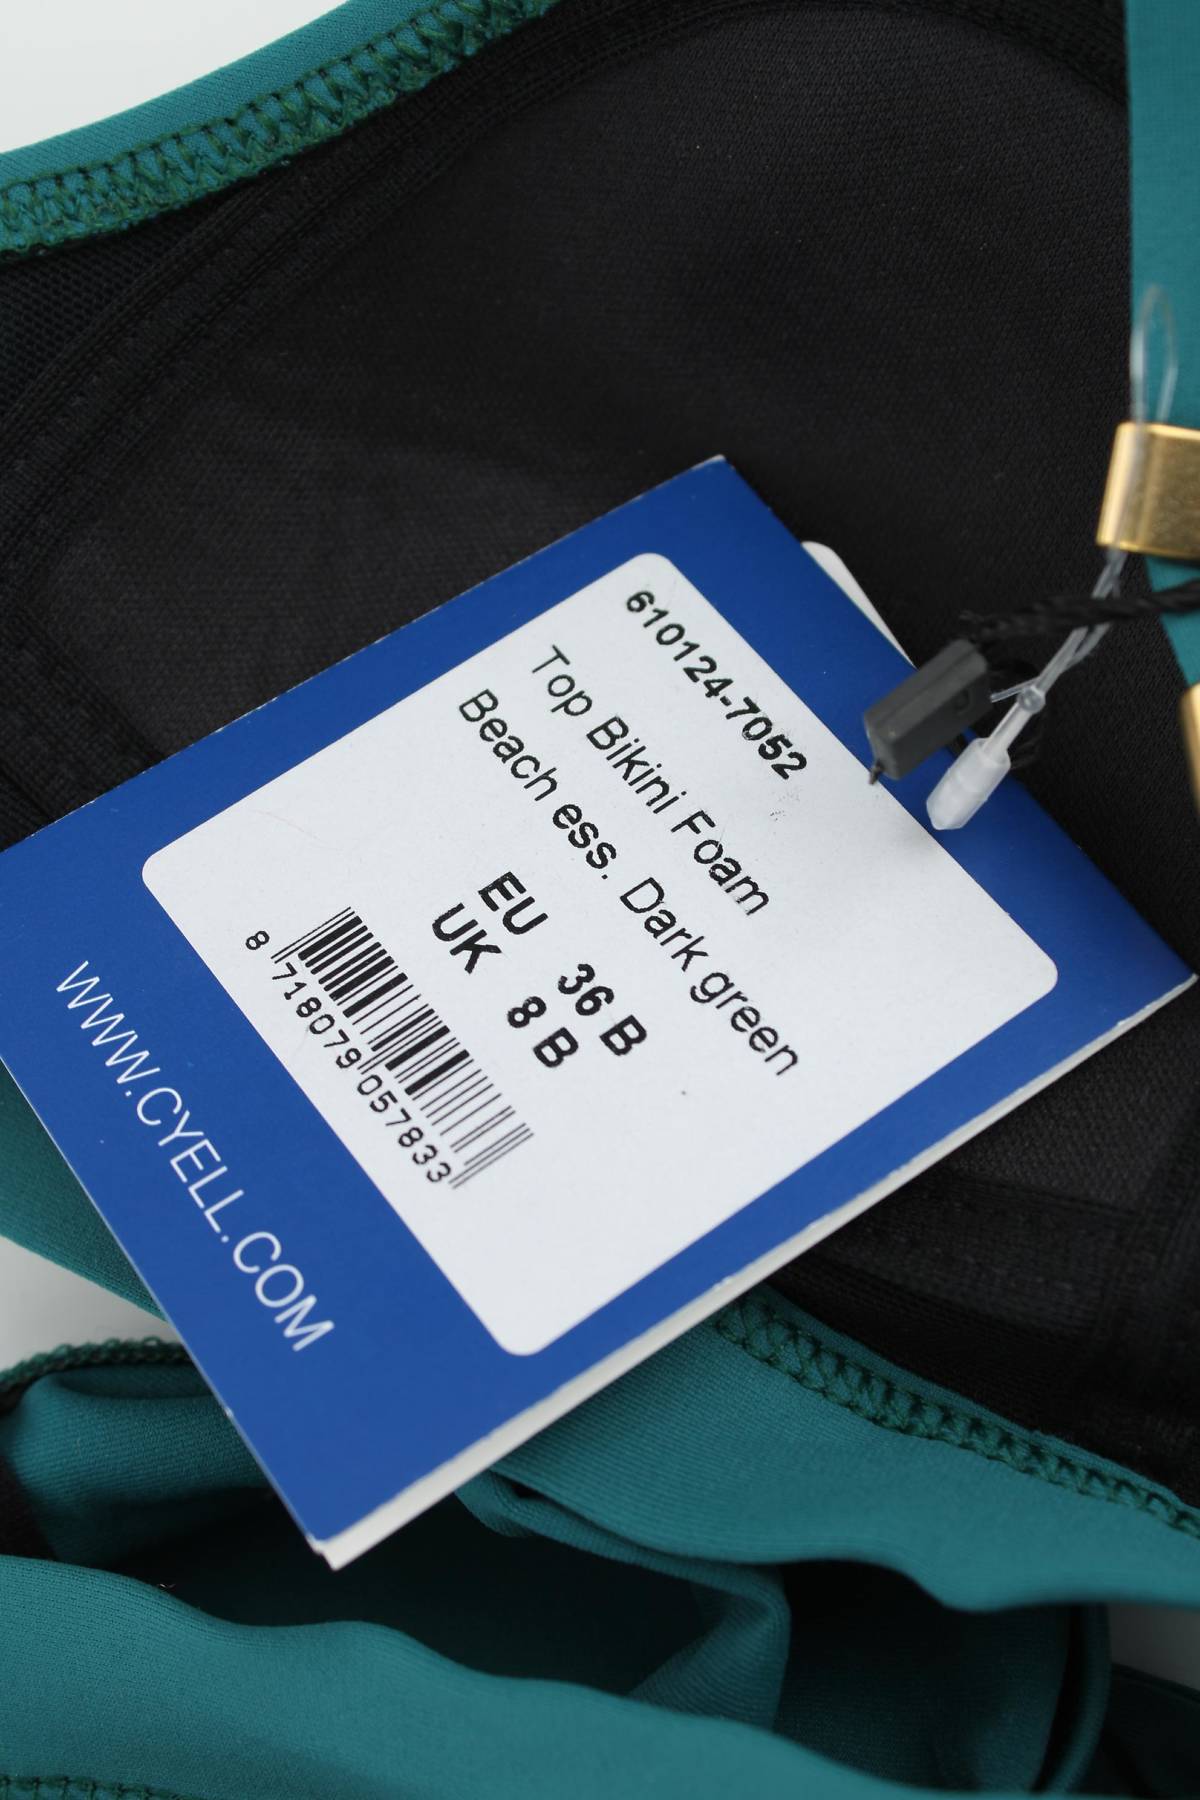 610124-7052
Top Bikini Foam
Beach ess. Dark green
EU 36 B
UK 8 B
8 718079 057833
WWW.CYELL.COM